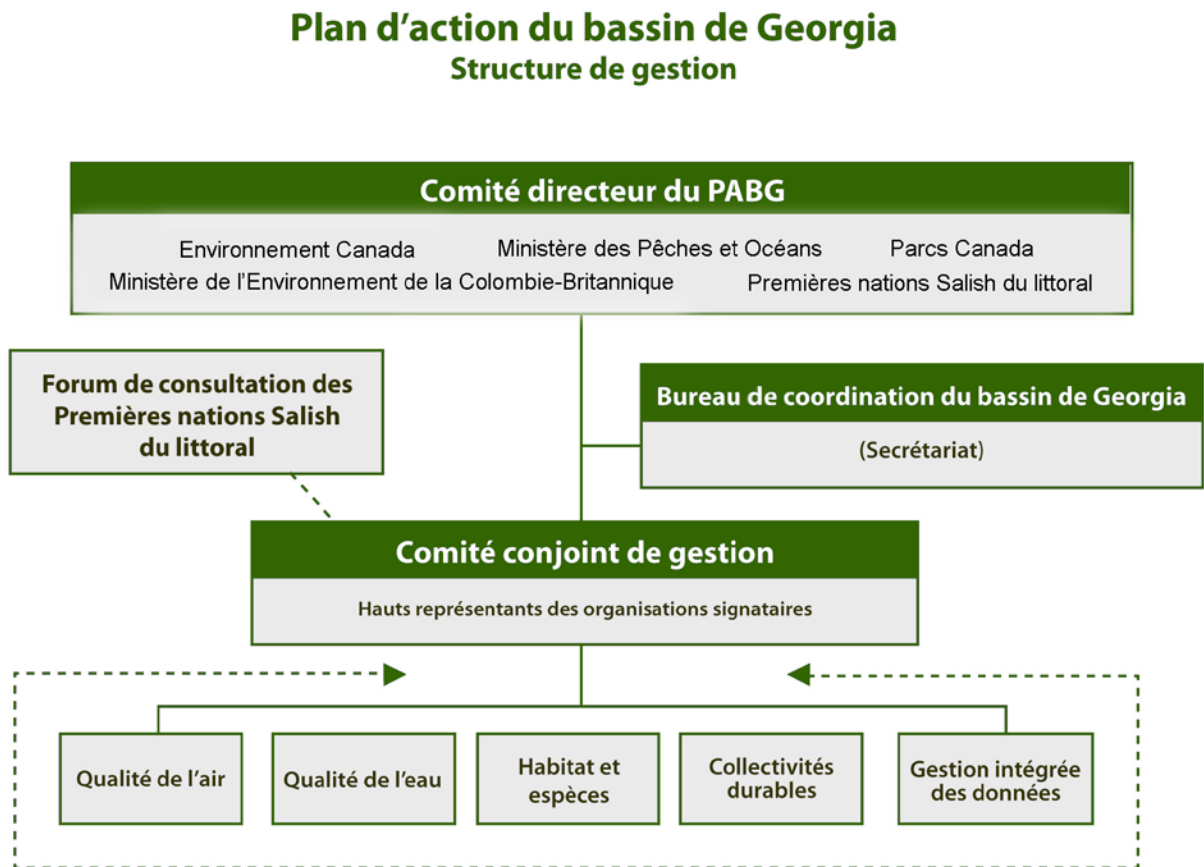 Plan d’action du bassin de Georgia
Structure de gestion
Comité directeur du PABG
Environnement Canada
Ministère des Pêches et Océans
Parcs Canada
Ministère de l’Environnement de la Colombie-Britannique
Premières nations Salish du littoral
Forum de consultation des
Premières nations Salish
du littoral
Bureau de coordination du bassin de Georgia
(Secrétariat)
Comité conjoint de gestion
Hauts représentants des organisations signataires
Qualité de l’air
Qualité de l’eau
Habitat et
espèces
Collectivités
durables
Gestion intégrée
des données